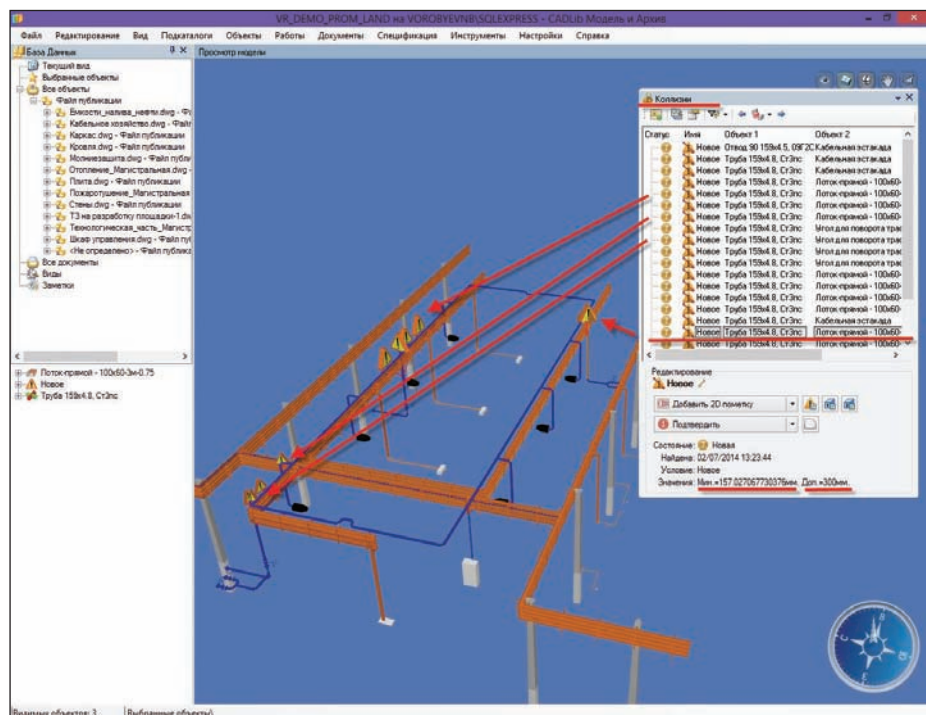 VR_DEMO_PROM_LAND на VOROBYEVNB\SQLEXPRESS - CADLib Модель и Архив
Файл Редактирование Вид Подкаталоги Объекты Работы Документы Спецификация Инструменты Настройки Справка
База Данных
Просмотр модели
Текущий вид
Выбранные объекты
Все объекты
Файл публикации
Емкости_налива_нефти.dwg - Фай
Кабельное хозяйство.dwg - Файл
Каркас.dwg - Файл публикации
Кровля.dwg - Файл публикации
Молниезащита.dwg - Файл публи
Отопление_Магистральная.dwg -
Плита.dwg - Файл публикации
Пожаротушение_Магистральная
Стены.dwg - Файл публикации
ТЗ на разработку площадки-1.dw
Технологическая_часть_Магистр
Шкаф управления.dwg - Файл пуб
<Не определено> - Файл публика
Все документы
Виды
Заметки
Лоток-прямой - 100x60-3м-0.75
Новое
Труба 159x4.8, Ст3пс
Коллизии
Статус Имя Объект 1 Объект 2
Новое Отвод 90 159x4.5, 09Г2С Кабельная эстакада
Новое Труба 159x4.8, Ст3пс Кабельная эстакада
Новое Труба 159x4.8, Ст3пс Кабельная эстакада
Новое Труба 159x4.8, Ст3пс Лоток-прямой - 100x60-
Новое Труба 159x4.8, Ст3пс Лоток-прямой - 100x60-
Новое Труба 159x4.8, Ст3пс Лоток-прямой - 100x60-
Новое Труба 159x4.8, Ст3пс Лоток-прямой - 100x60-
Новое Труба 159x4.8, Ст3пс Угол для поворота трас
Новое Труба 159x4.8, Ст3пс Угол для поворота трас
Новое Труба 159x4.8, Ст3пс Угол для поворота трас
Новое Труба 159x4.8, Ст3пс Лоток-прямой - 100x60-
Новое Труба 159x4.8, Ст3пс Лоток-прямой - 100x60-
Новое Труба 159x4.8, Ст3пс Лоток-прямой - 100x60-
Новое Труба 159x4.8, Ст3пс Лоток-прямой - 100x60-
Новое Труба 159x4.8, Ст3пс Кабельная эстакада
Новое Труба 159x4.8, Ст3пс Лоток-прямой - 100x60-
Новое Труба 159x4.8, Ст3пс Лоток-прямой - 100x60-
Редактирование
Новое
Добавить 2D пометку
Подтвердить
Состояние: Новая
Найдена: 02/07/2014 13:23:44
Условие: Новое
Значения: Мин.=157.027067730376мм, Доп.=300мм,
С
В
Ю
Видимых объектов: 3
Выбранные объекты\